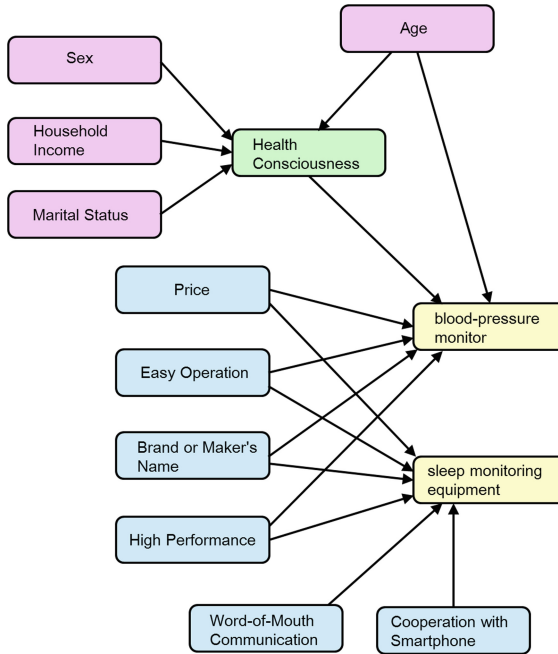 Age
Sex
Household
Income
Health
Consciousness
Marital Status
Price
blood-pressure
monitor
Easy Operation
Brand or Maker's
Name
sleep monitoring
equipment
High Performance
Word-of-Mouth
Communication
Cooperation with
Smartphone